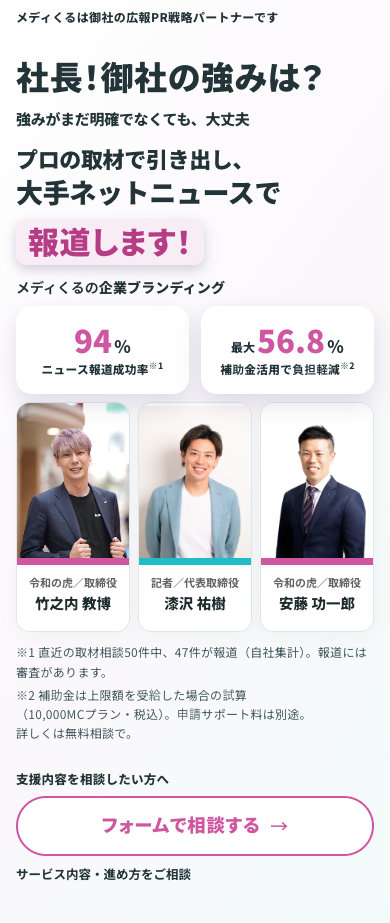 メディくるは御社の広報PR戦略パートナーです
社長！御社の強みは？
強みがまだ明確でなくても、大丈夫
プロの取材で引き出し、
大手ネットニュースで
報道します！
メディくるの企業ブランディング
94%
ニュース報道成功率※1
最大56.8%
補助金活用で負担軽減※2
令和の虎／取締役
竹之内 教博
記者／代表取締役
漆沢 祐樹
令和の虎／取締役
安藤 功一郎
※1 直近の取材相談50件中、47件が報道（自社集計）。報道には
審査があります。
※2 補助金は上限額を受給した場合の試算
（10,000MCプラン・税込）。申請サポート料は別途。
詳しくは無料相談で。
支援内容を相談したい方へ
フォームで相談する →
サービス内容・進め方をご相談